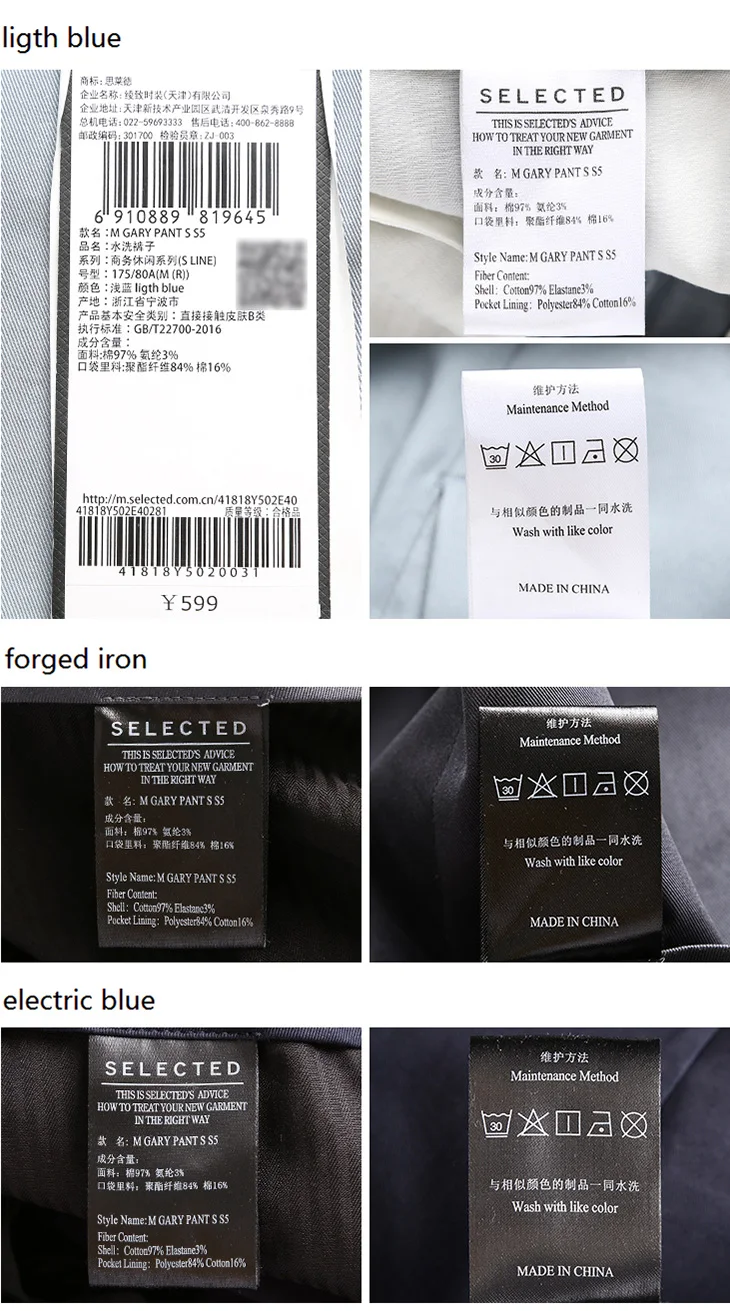 ligth blue
商标：思莱德
企业名称：绫致时装(天津)有限公司
企业地址：天津新技术产业园区武清开发区泉秀路9号
总机电话：022-59693333 售后电话：400-862-8888
邮政编码：301700 检验员章：ZJ-003
6 910889 819645
款名：M GARY PANT S S5
品名：水洗裤子
系列：商务休闲系列(S LINE)
号型：175/80A(M (R))
颜色：浅蓝 ligth blue
产地：浙江省宁波市
产品基本安全类别：直接接触皮肤B类
执行标准：GB/T22700-2016
成分含量：
面料:棉97% 氨纶3%
口袋里料:聚酯纤维84% 棉16%
http://m.selected.com.cn/41818Y502E40
41818Y502E40281 质量等级：合格品
41818Y5020031
￥599
SELECTED
THIS IS SELECTED'S ADVICE
HOW TO TREAT YOUR NEW GARMENT
IN THE RIGHT WAY
款 名: M GARY PANT S S5
成分含量：
面料：棉97% 氨纶3%
口袋里料：聚酯纤维84% 棉16%
Style Name: M GARY PANT S S5
Fiber Content:
Shell： Cotton97% Elastane3%
Pocket Lining： Polyester84% Cotton16%
维护方法
Maintenance Method
30
与相似颜色的制品一同水洗
Wash with like color
MADE IN CHINA
forged iron
SELECTED
THIS IS SELECTED'S ADVICE
HOW TO TREAT YOUR NEW GARMENT
IN THE RIGHT WAY
款 名: M GARY PANT S S5
成分含量：
面料：棉97% 氨纶3%
口袋里料：聚酯纤维84% 棉16%
Style Name: M GARY PANT S S5
Fiber Content:
Shell： Cotton97% Elastane3%
Pocket Lining： Polyester84% Cotton16%
维护方法
Maintenance Method
30
与相似颜色的制品一同水洗
Wash with like color
MADE IN CHINA
electric blue
SELECTED
THIS IS SELECTED'S ADVICE
HOW TO TREAT YOUR NEW GARMENT
IN THE RIGHT WAY
款 名: M GARY PANT S S5
成分含量：
面料：棉97% 氨纶3%
口袋里料：聚酯纤维84% 棉16%
Style Name: M GARY PANT S S5
Fiber Content:
Shell： Cotton97% Elastane3%
Pocket Lining： Polyester84% Cotton16%
维护方法
Maintenance Method
30
与相似颜色的制品一同水洗
Wash with like color
MADE IN CHINA